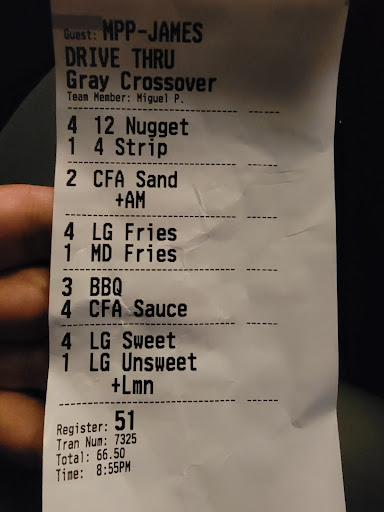 Guest: MPP-JAMES
DRIVE THRU
Gray Crossover
Team Member: Miguel P.
4 12 Nugget
1 4 Strip
2 CFA Sand
+AM
4 LG Fries
1 MD Fries
3 BBQ
4 CFA Sauce
4 LG Sweet
1 LG Unsweet
+Lmn
Register: 51
Tran Num: 7325
Total: 66.50
Time: 8:55PM